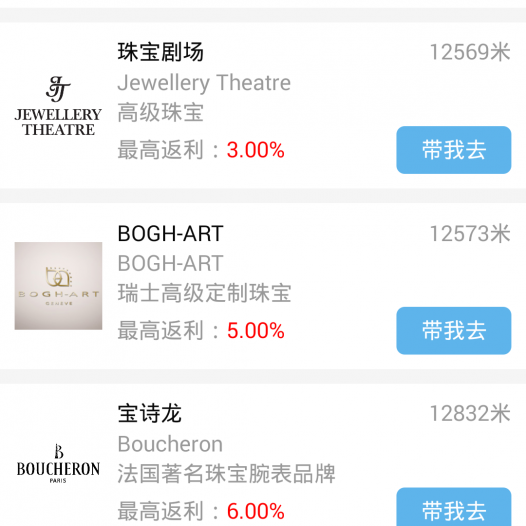 珠宝剧场
12569米
Jewellery Theatre
JEWELLERY
THEATRE
高级珠宝
最高返利：3.00%
带我去
BOGH-ART
12573米
BOGH-ART
BOGH-ART
瑞士高级定制珠宝
最高返利：5.00%
带我去
宝诗龙
12832米
Boucheron
BOUCHERON
PARIS
法国著名珠宝腕表品牌
最高返利：6.00%
带我去